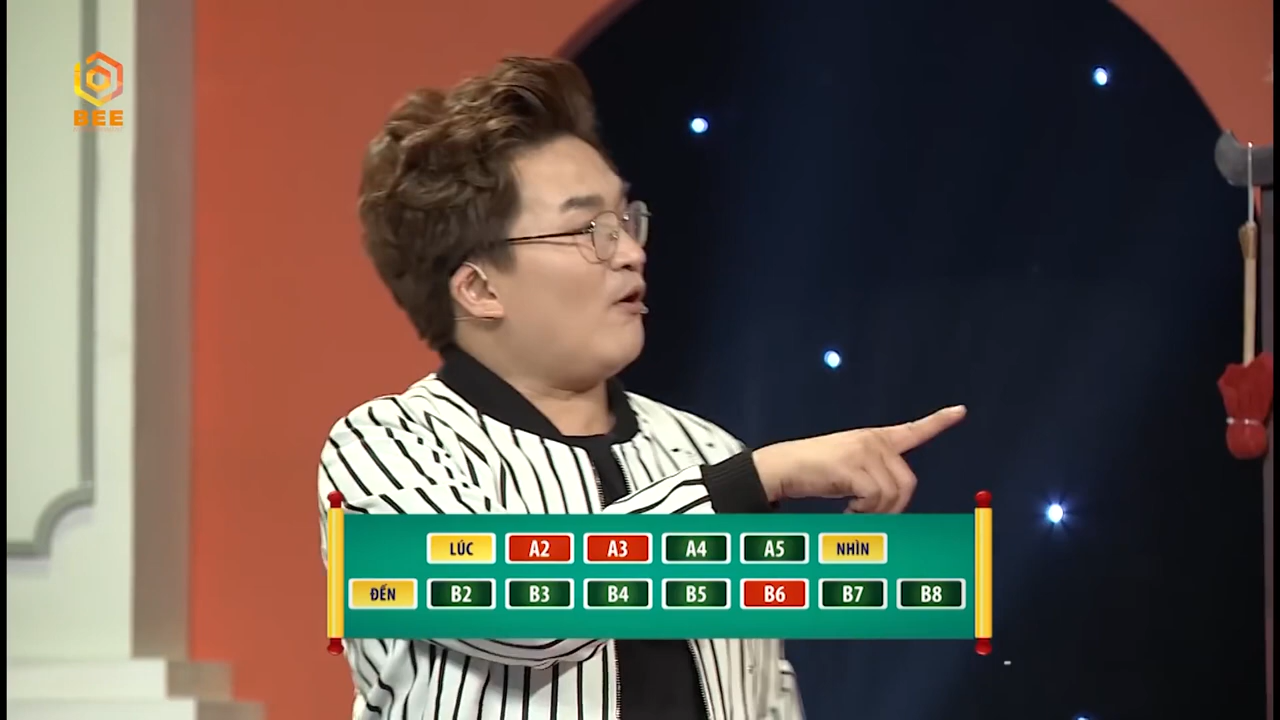 BEE
LÚC A2 A3 A4 A5 NHÌN
ĐẾN B2 B3 B4 B5 B6 B7 B8